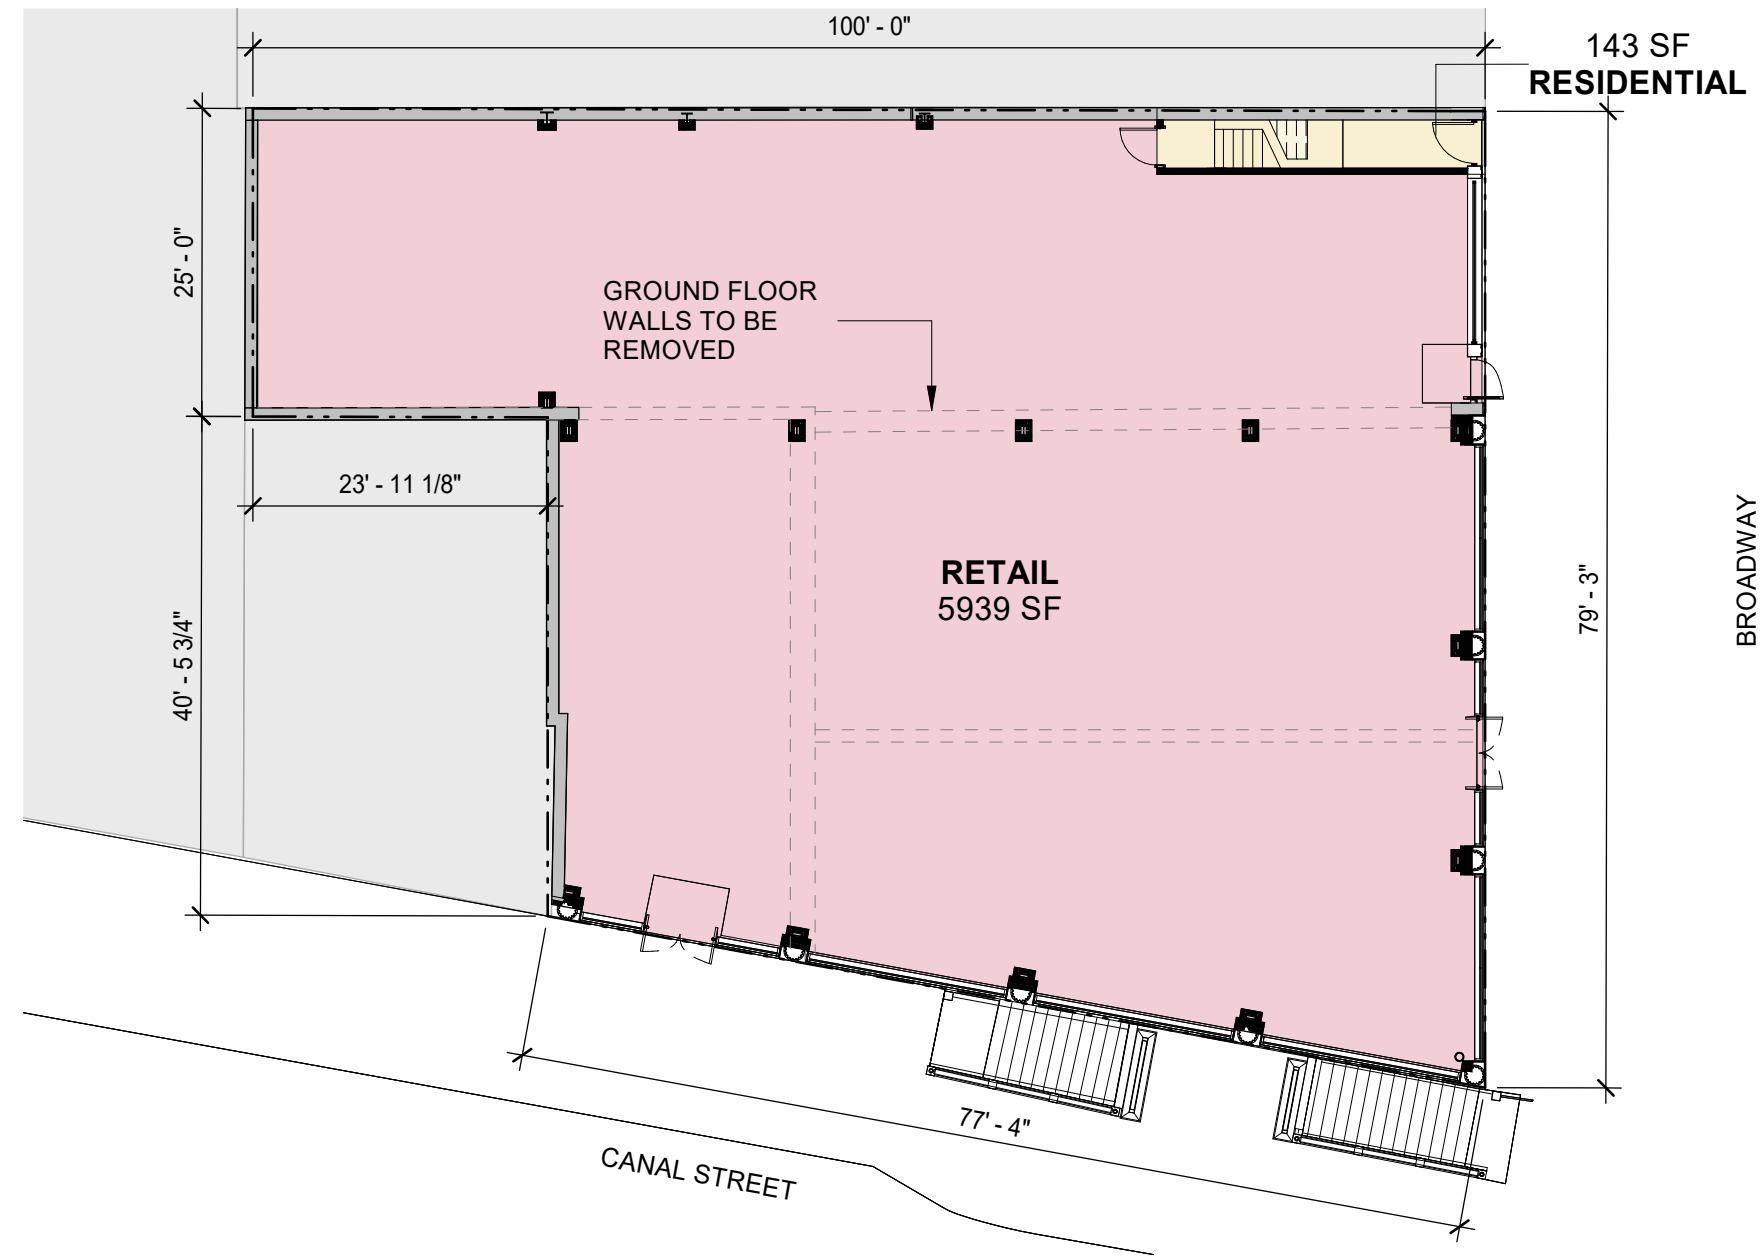 100' - 0"
143 SF
RESIDENTIAL
25' - 0"
GROUND FLOOR
WALLS TO BE
REMOVED
23' - 11 1/8"
RETAIL
5939 SF
79' - 3"
BROADWAY
40' - 5 3/4"
77' - 4"
CANAL STREET